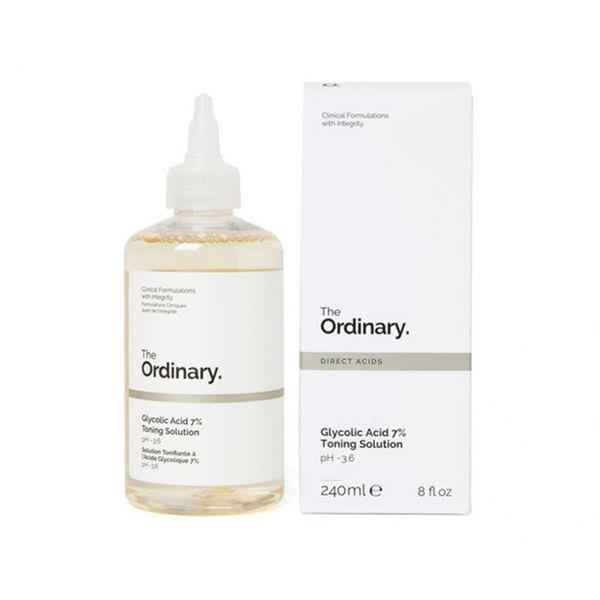 Clinical Formulations
with Integrity.
Formulations Cliniques
ayant de l'intégrité.
The
Ordinary.
Glycolic Acid 7%
Toning Solution
pH ~3.6
Solution Tonifiante à
l'Acide Glycolique 7%
pH ~3.6
Clinical Formulations
with Integrity.
The
Ordinary.
DIRECT ACIDS
Glycolic Acid 7%
Toning Solution
pH ~3.6
240ml ℮ 8 fl oz